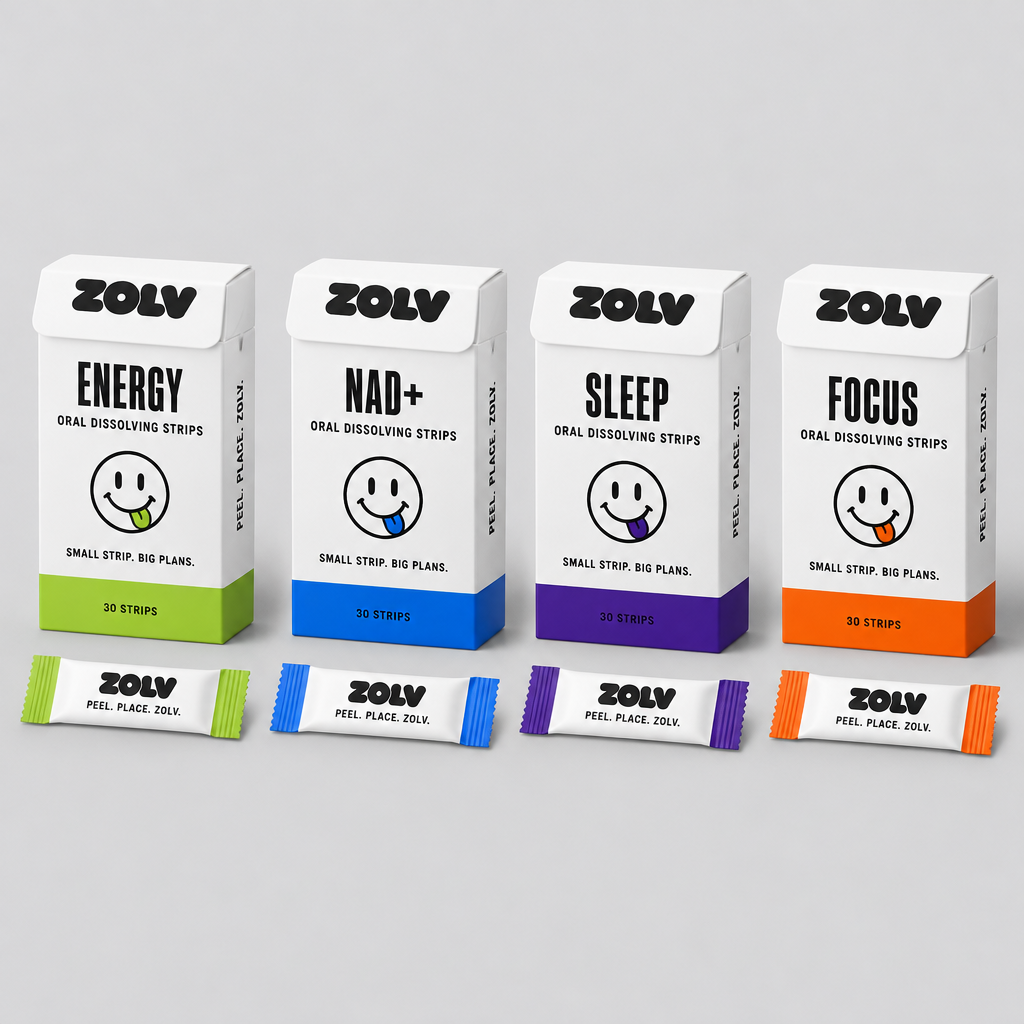 ZOLV
ENERGY
ORAL DISSOLVING STRIPS
SMALL STRIP. BIG PLANS.
30 STRIPS
PEEL. PLACE. ZOLV.
ZOLV
NAD+
ORAL DISSOLVING STRIPS
SMALL STRIP. BIG PLANS.
30 STRIPS
PEEL. PLACE. ZOLV.
ZOLV
SLEEP
ORAL DISSOLVING STRIPS
SMALL STRIP. BIG PLANS.
30 STRIPS
PEEL. PLACE. ZOLV.
ZOLV
FOCUS
ORAL DISSOLVING STRIPS
SMALL STRIP. BIG PLANS.
30 STRIPS
PEEL. PLACE. ZOLV.
ZOLV
PEEL. PLACE. ZOLV.
ZOLV
PEEL. PLACE. ZOLV.
ZOLV
PEEL. PLACE. ZOLV.
ZOLV
PEEL. PLACE. ZOLV.